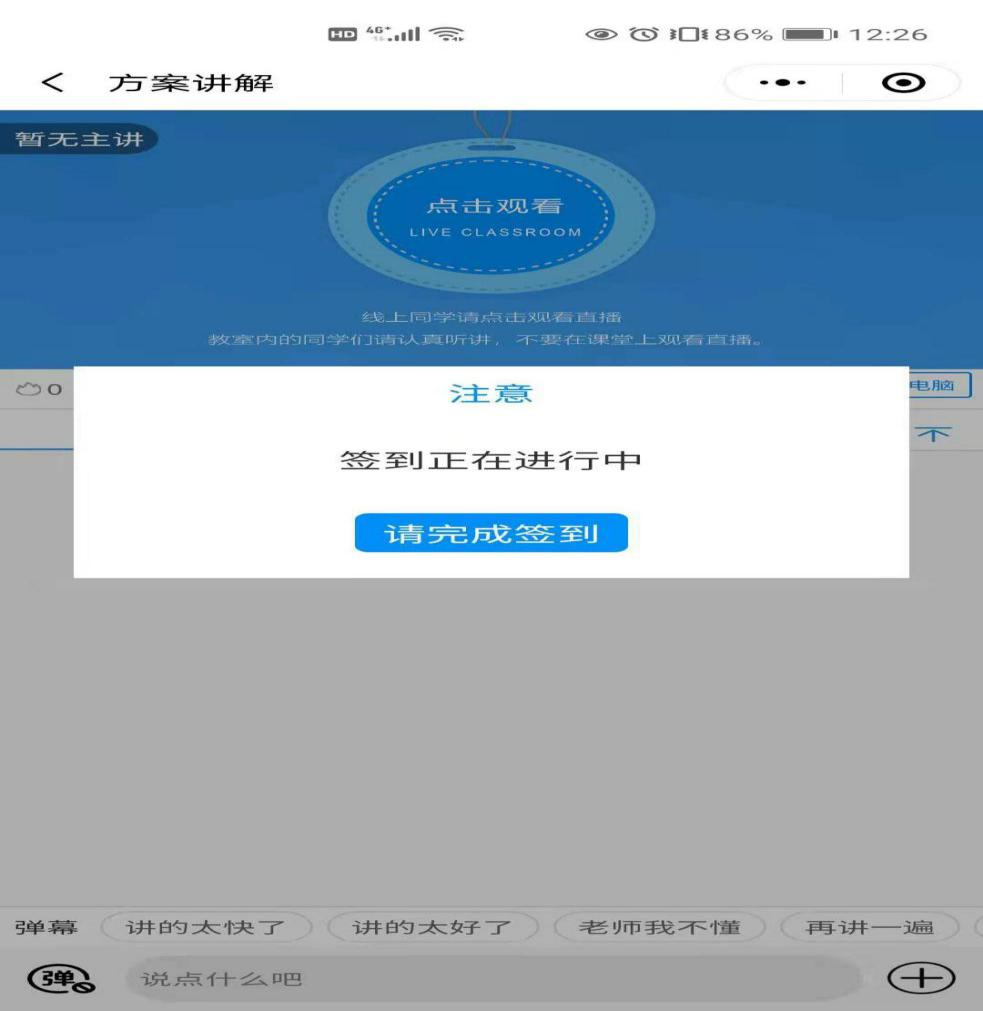 HD 4G+ 86% 12:26
< 方案讲解
暂无主讲
点击观看
LIVE CLASSROOM
线上同学请点击观看直播
教室内的同学们请认真听讲，不要在课堂上观看直播。
0
电脑
注意
签到正在进行中
请完成签到
弹幕 讲的太快了 讲的太好了 老师我不懂 再讲一遍
弹 说点什么吧